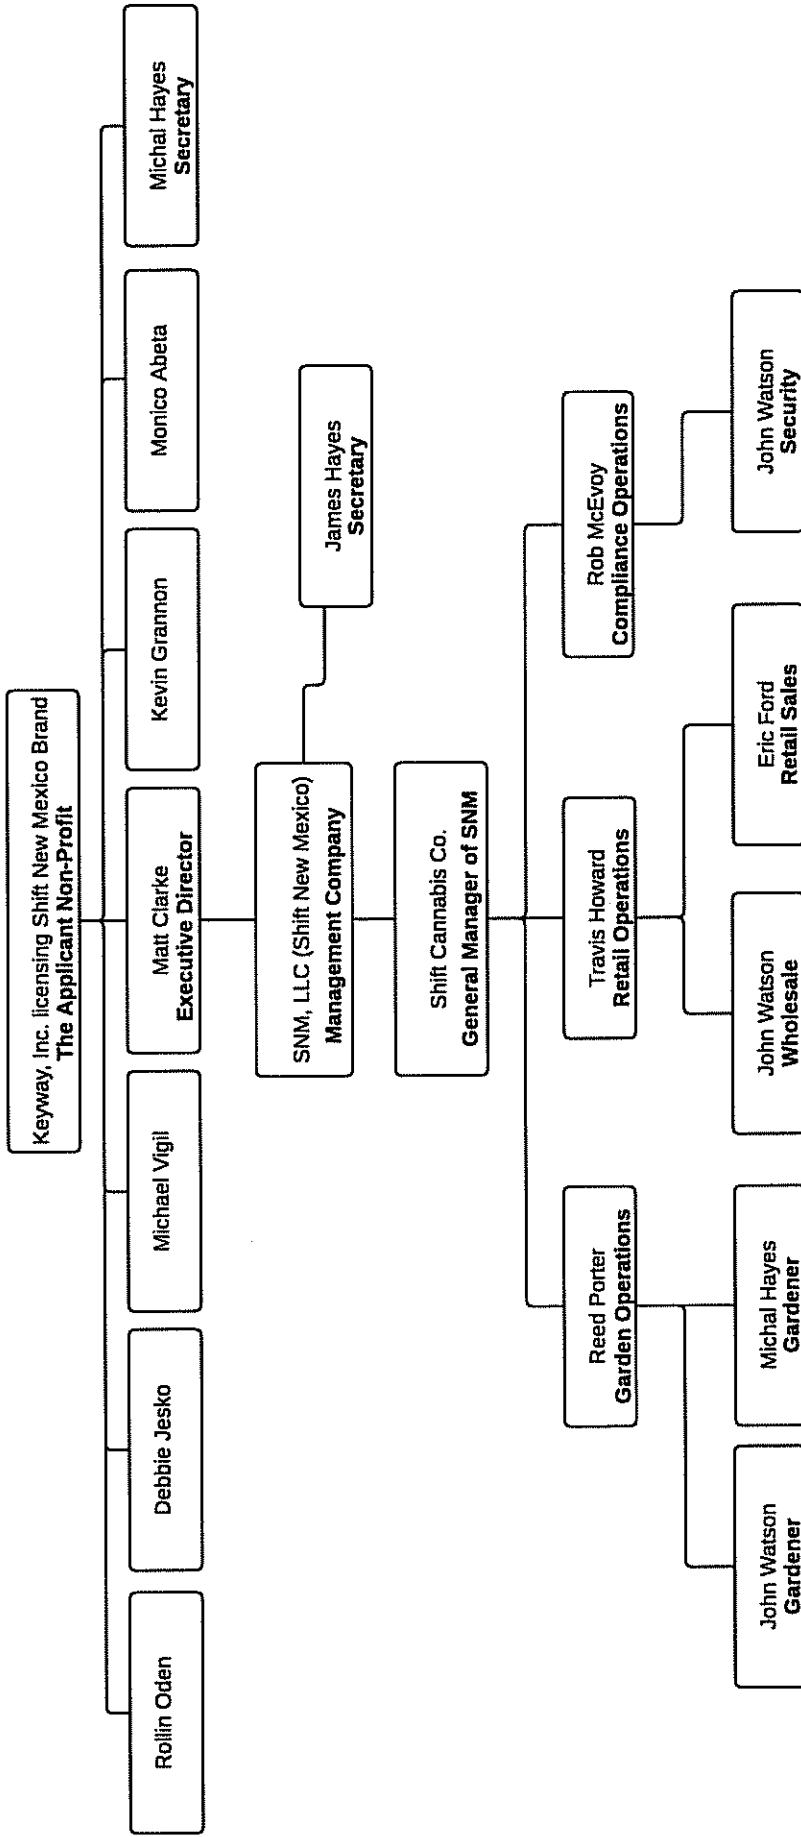 Keyway, Inc. licensing Shift New Mexico Brand
The Applicant Non-Profit
Rollin Oden
Debbie Jesko
Michael Vigil
Matt Clarke
Executive Director
Kevin Grannon
Monico Abeta
Michal Hayes
Secretary
SNM, LLC (Shift New Mexico)
Management Company
James Hayes
Secretary
Shift Cannabis Co.
General Manager of SNM
Reed Porter
Garden Operations
Travis Howard
Retail Operations
Rob McEvoy
Compliance Operations
John Watson
Gardener
Michal Hayes
Gardener
John Watson
Wholesale
Eric Ford
Retail Sales
John Watson
Security